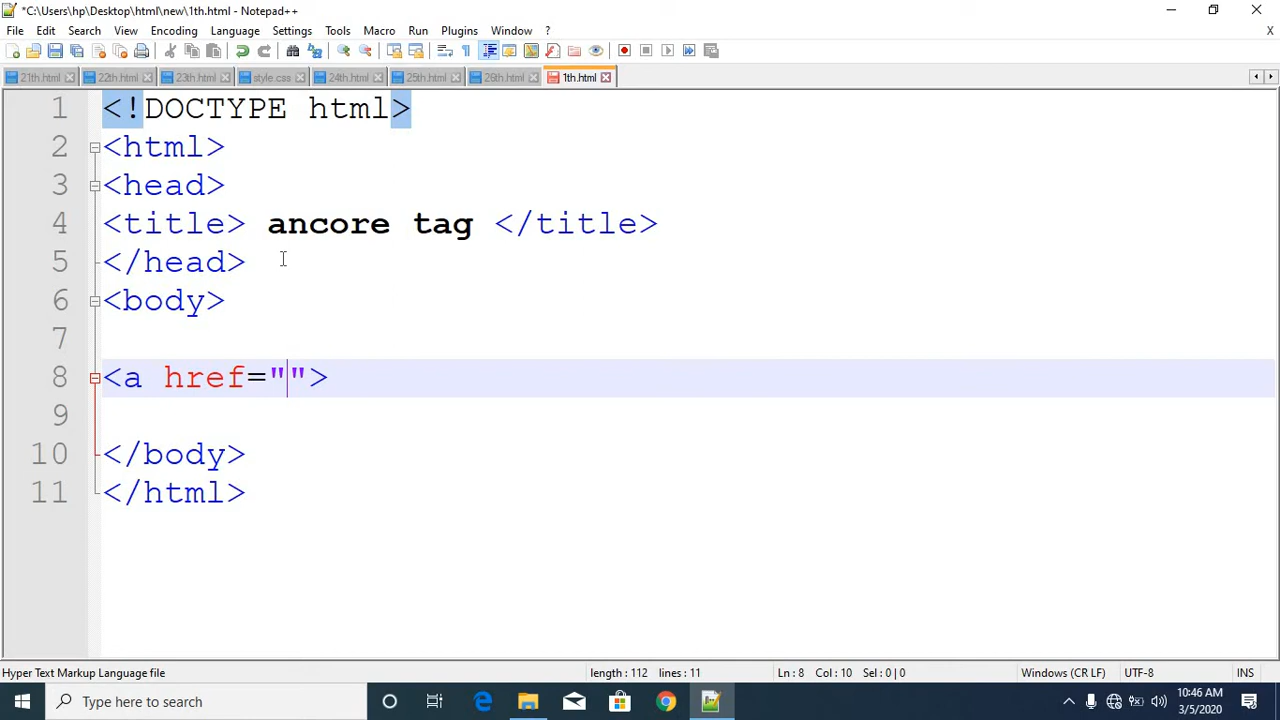 *C:\Users\hp\Desktop\html\new\1th.html - Notepad++
File Edit Search View Encoding Language Settings Tools Macro Run Plugins Window ? X
21th.html 22th.html 23th.html style.css 24th.html 25th.html 26th.html 1th.html
1 <!DOCTYPE html>
2 <html>
3 <head>
4 <title> ancore tag </title>
5 </head>
6 <body>
7
8 <a href="">
9
10 </body>
11 </html>
Hyper Text Markup Language file length : 112 lines : 11 Ln : 8 Col : 10 Sel : 0 | 0 Windows (CR LF) UTF-8 INS
Type here to search 10:46 AM
3/5/2020